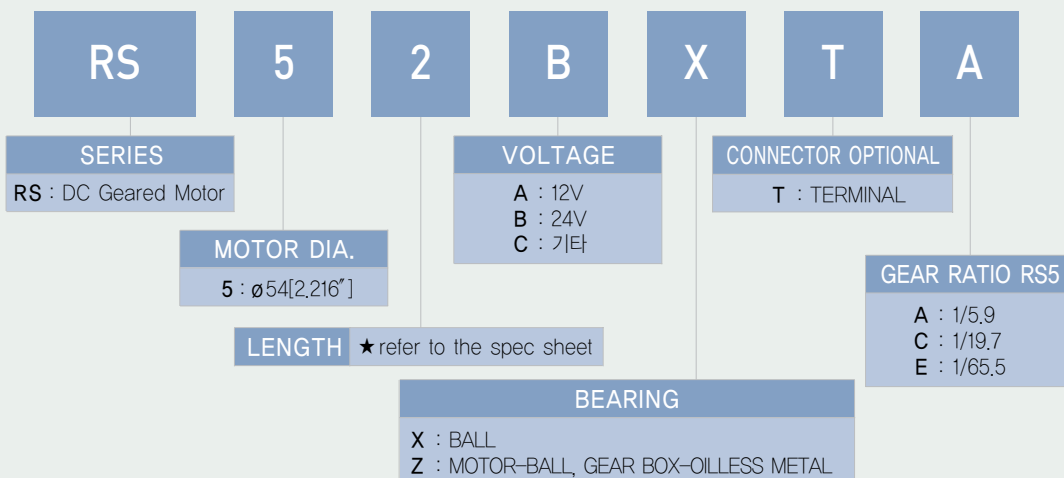 RS 5 2 B X T A
SERIES
RS : DC Geared Motor
MOTOR DIA.
5 : ø54[2.216″]
LENGTH ★refer to the spec sheet
VOLTAGE
A : 12V
B : 24V
C : 기타
BEARING
X : BALL
Z : MOTOR-BALL, GEAR BOX-OILLESS METAL
CONNECTOR OPTIONAL
T : TERMINAL
GEAR RATIO RS5
A : 1/5.9
C : 1/19.7
E : 1/65.5